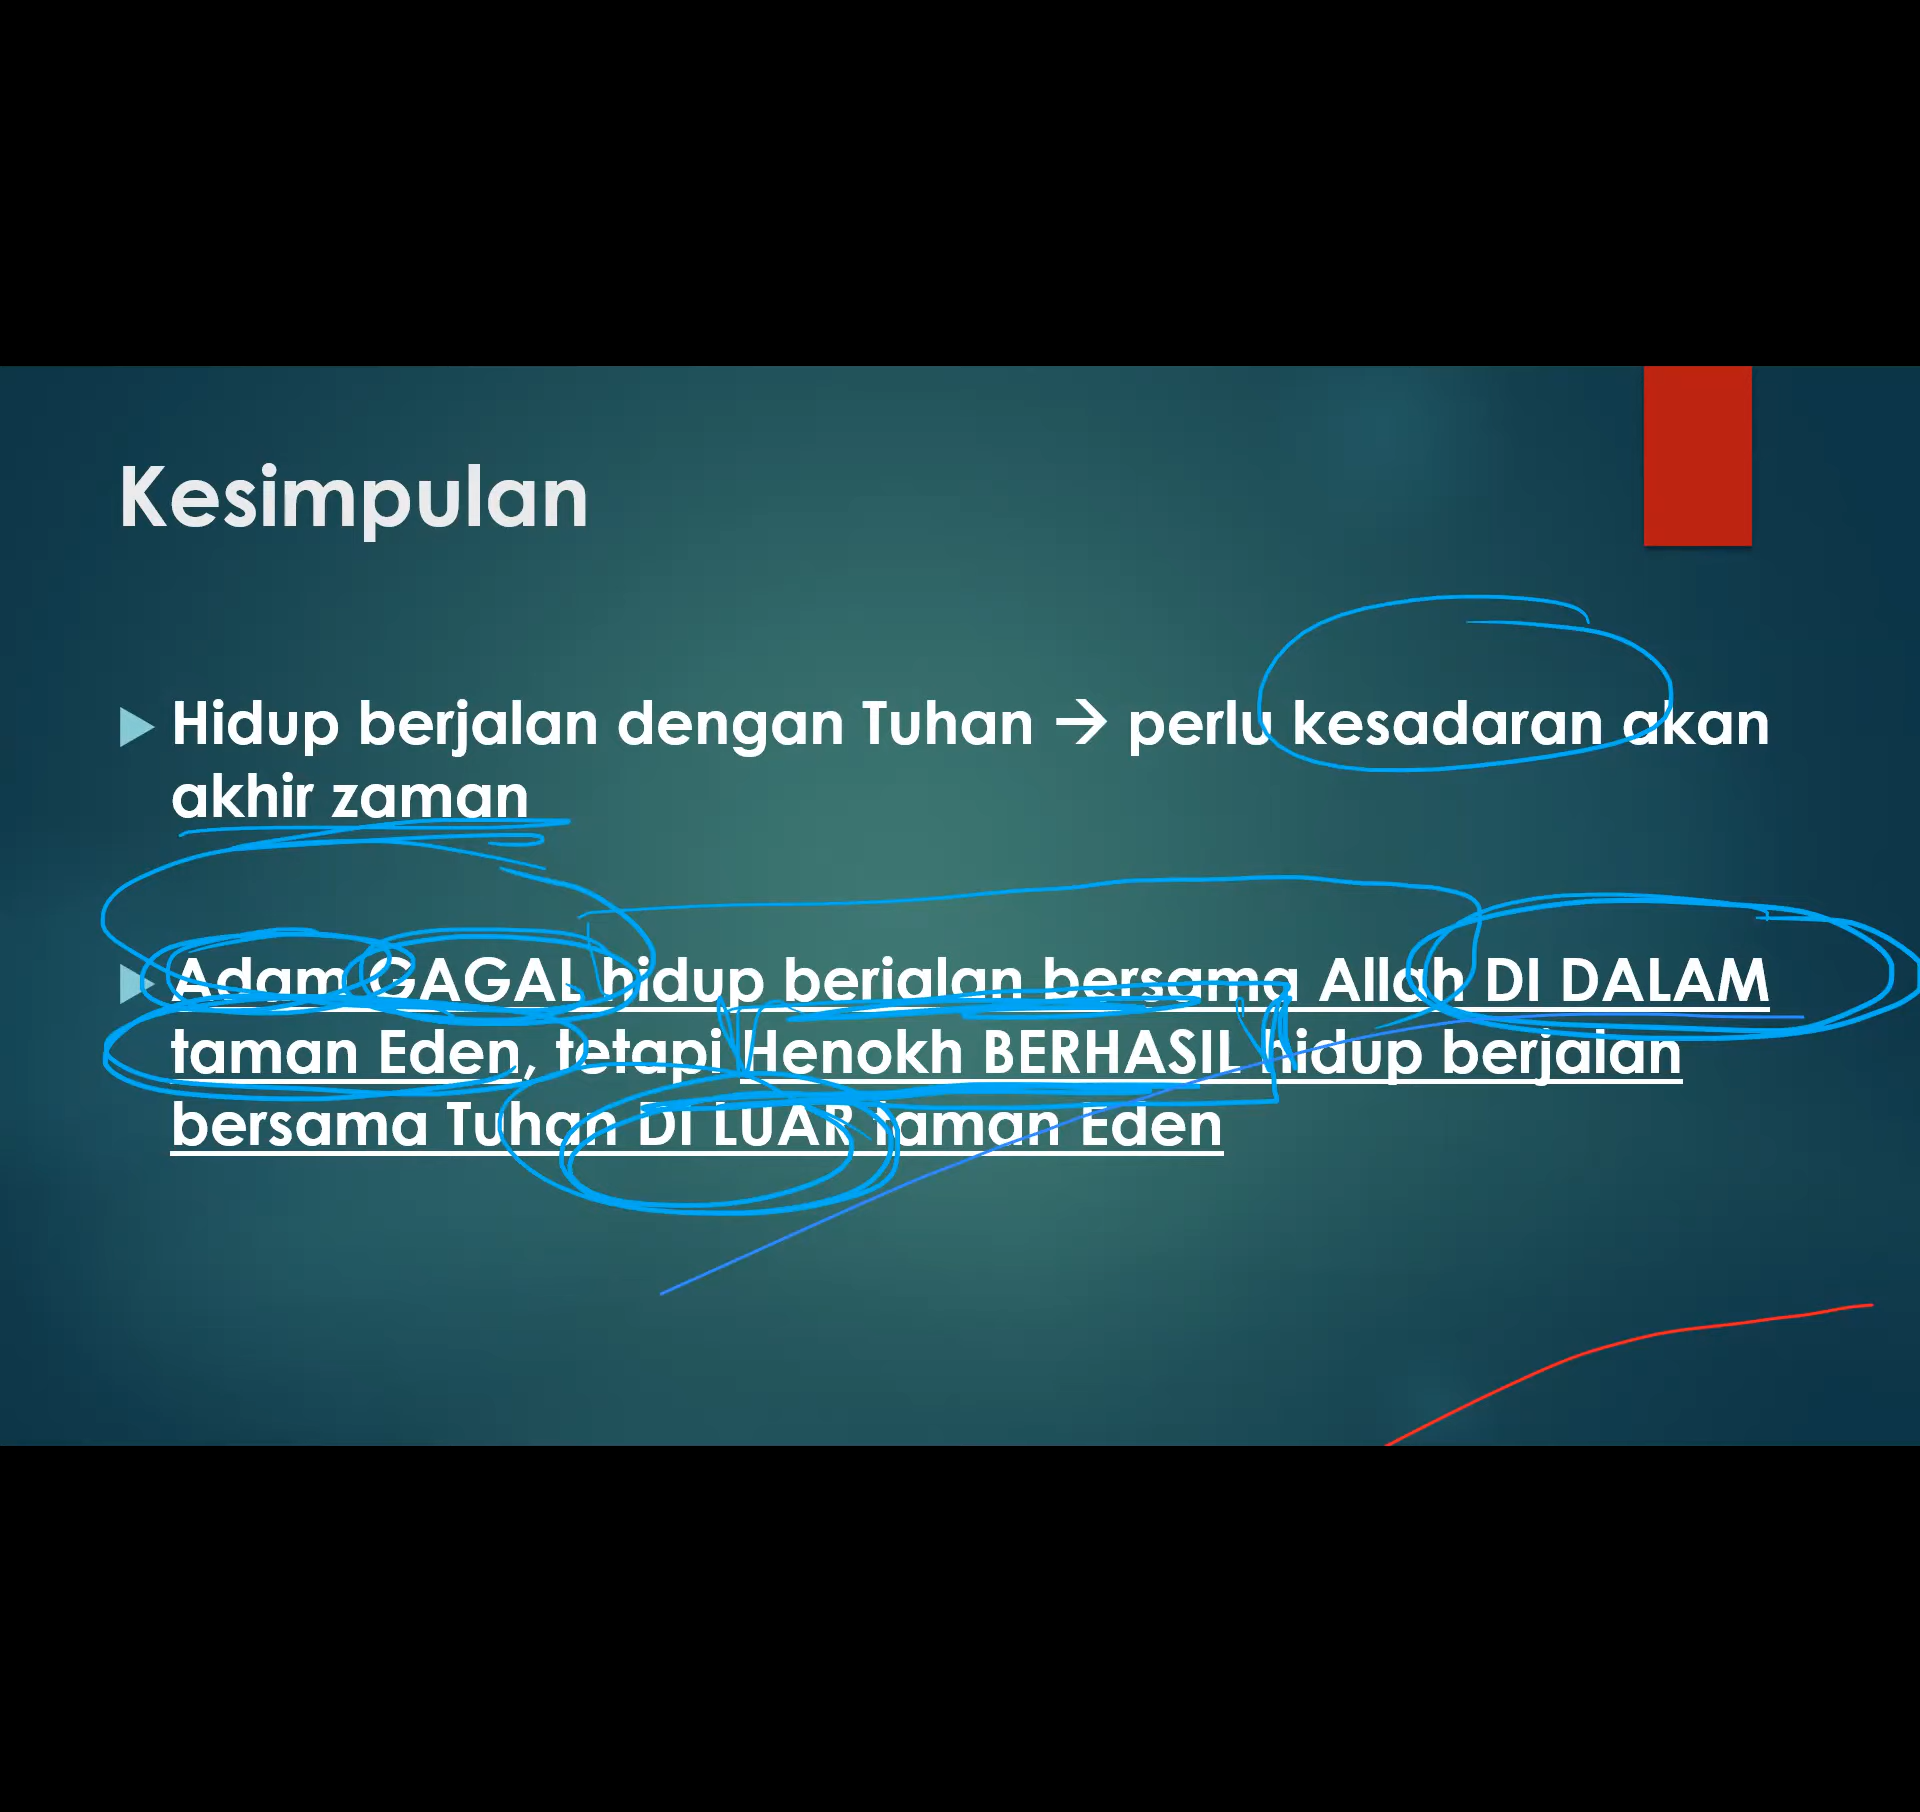 Kesimpulan
Hidup berjalan dengan Tuhan → perlu kesadaran akan
akhir zaman
Adam GAGAL hidup berjalan bersama Allah DI DALAM
taman Eden, tetapi Henokh BERHASIL hidup berjalan
bersama Tuhan DI LUAR taman Eden